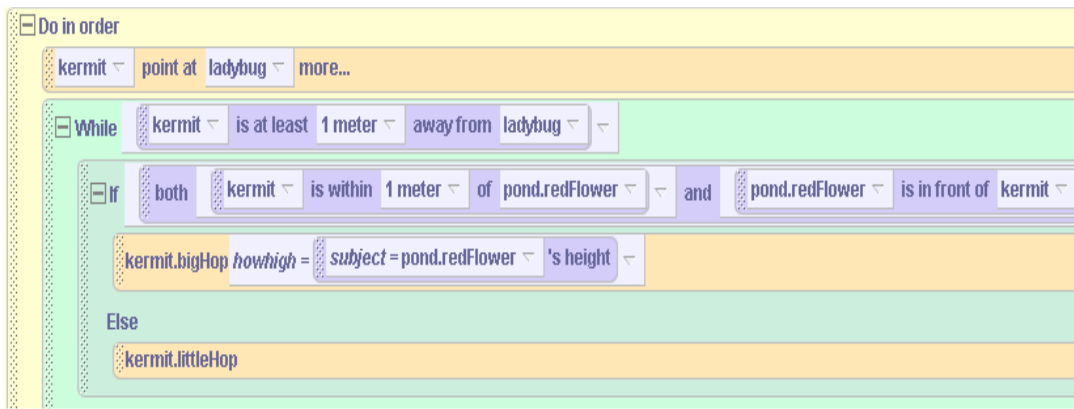 Do in order
kermit point at ladybug more...
While kermit is at least 1 meter away from ladybug
If both kermit is within 1 meter of pond.redFlower and pond.redFlower is in front of kermit
kermit.bigHop howhigh = subject = pond.redFlower 's height
Else
kermit.littleHop